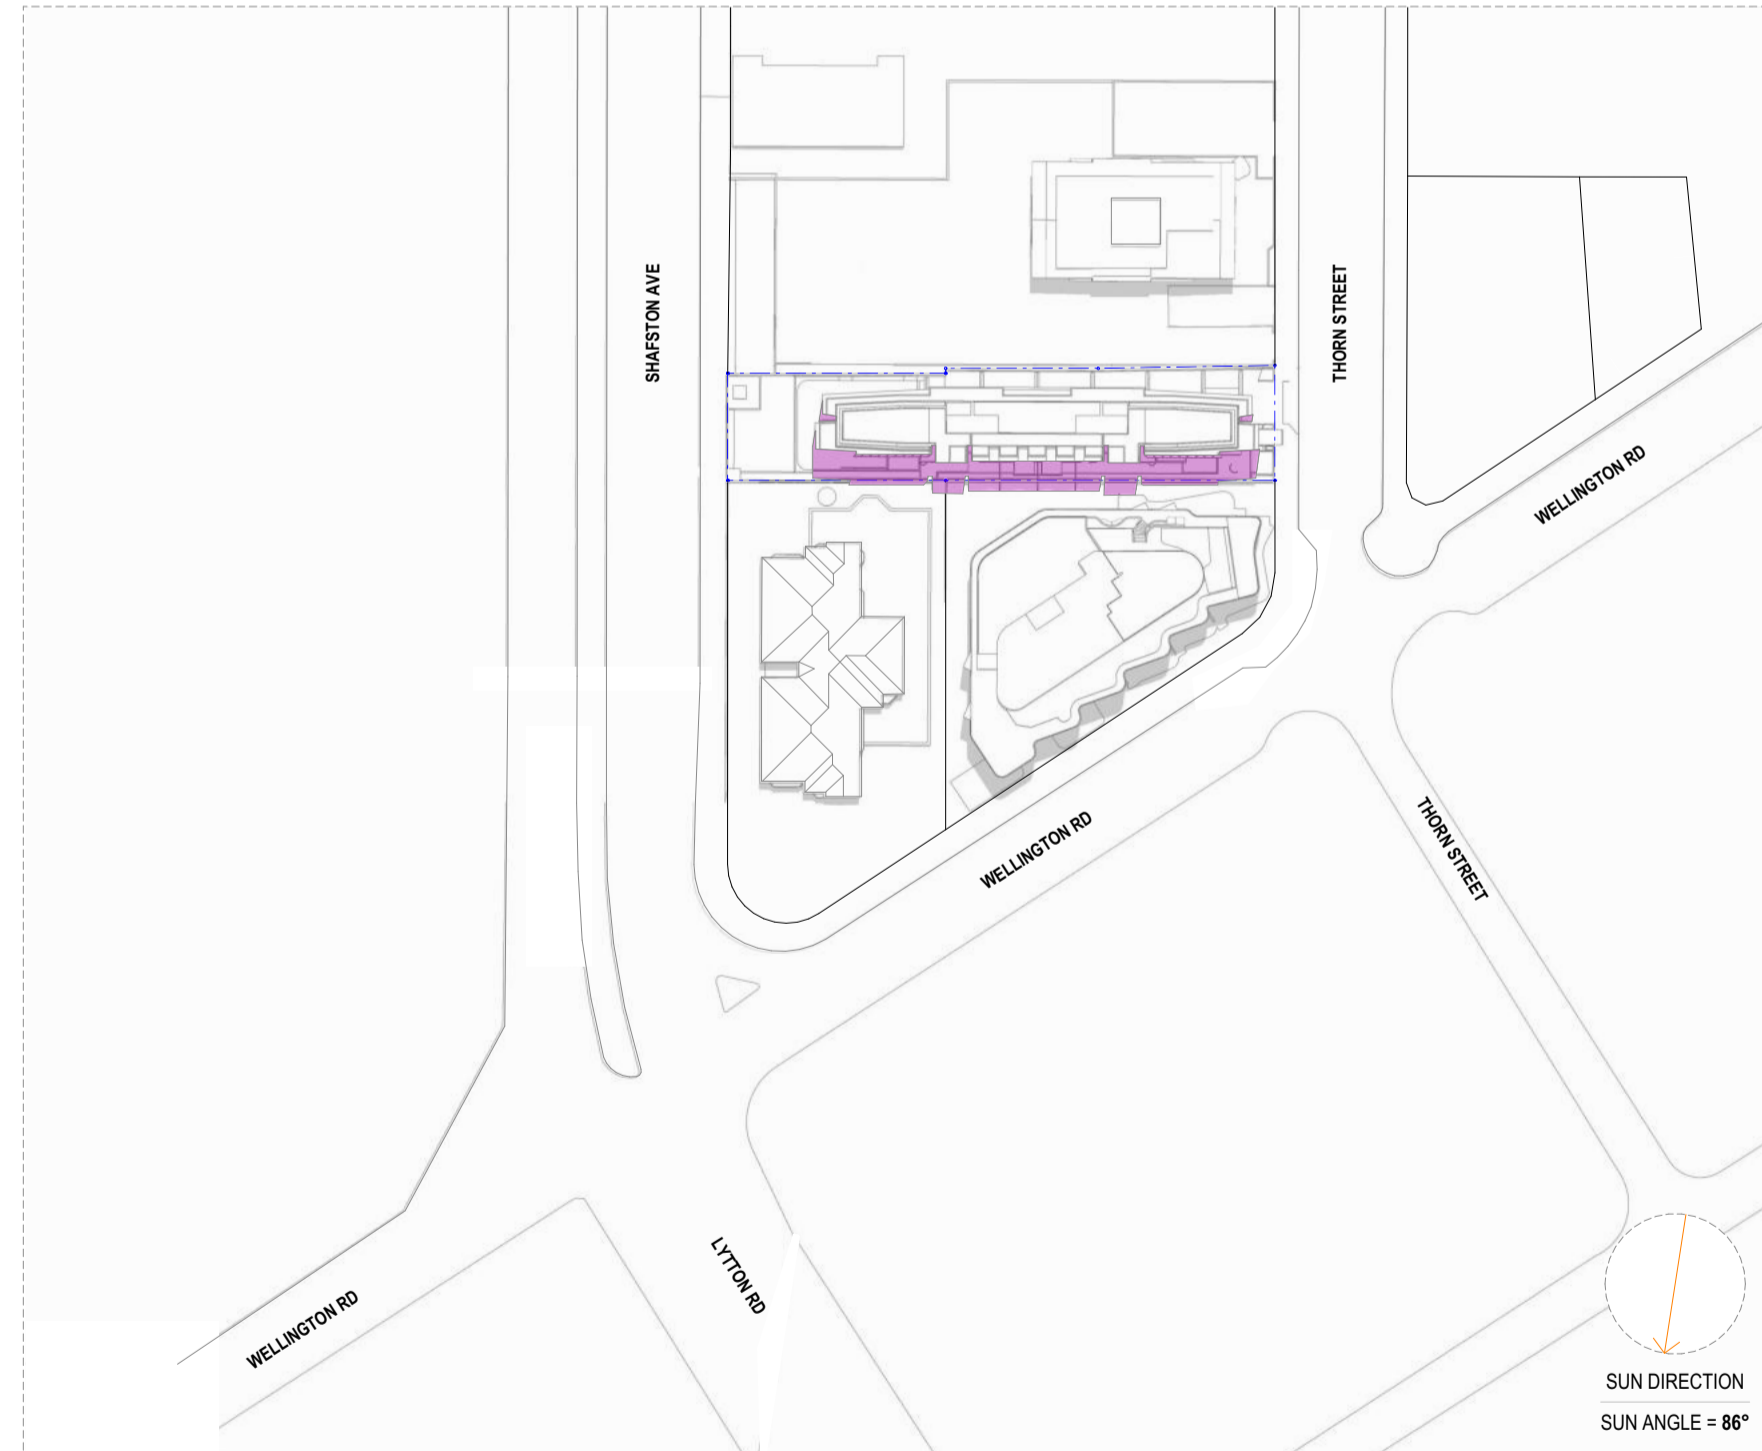 SHAFSTON AVE
THORN STREET
WELLINGTON RD
WELLINGTON RD
THORN STREET
LYTTON RD
WELLINGTON RD
SUN DIRECTION
SUN ANGLE = 86°